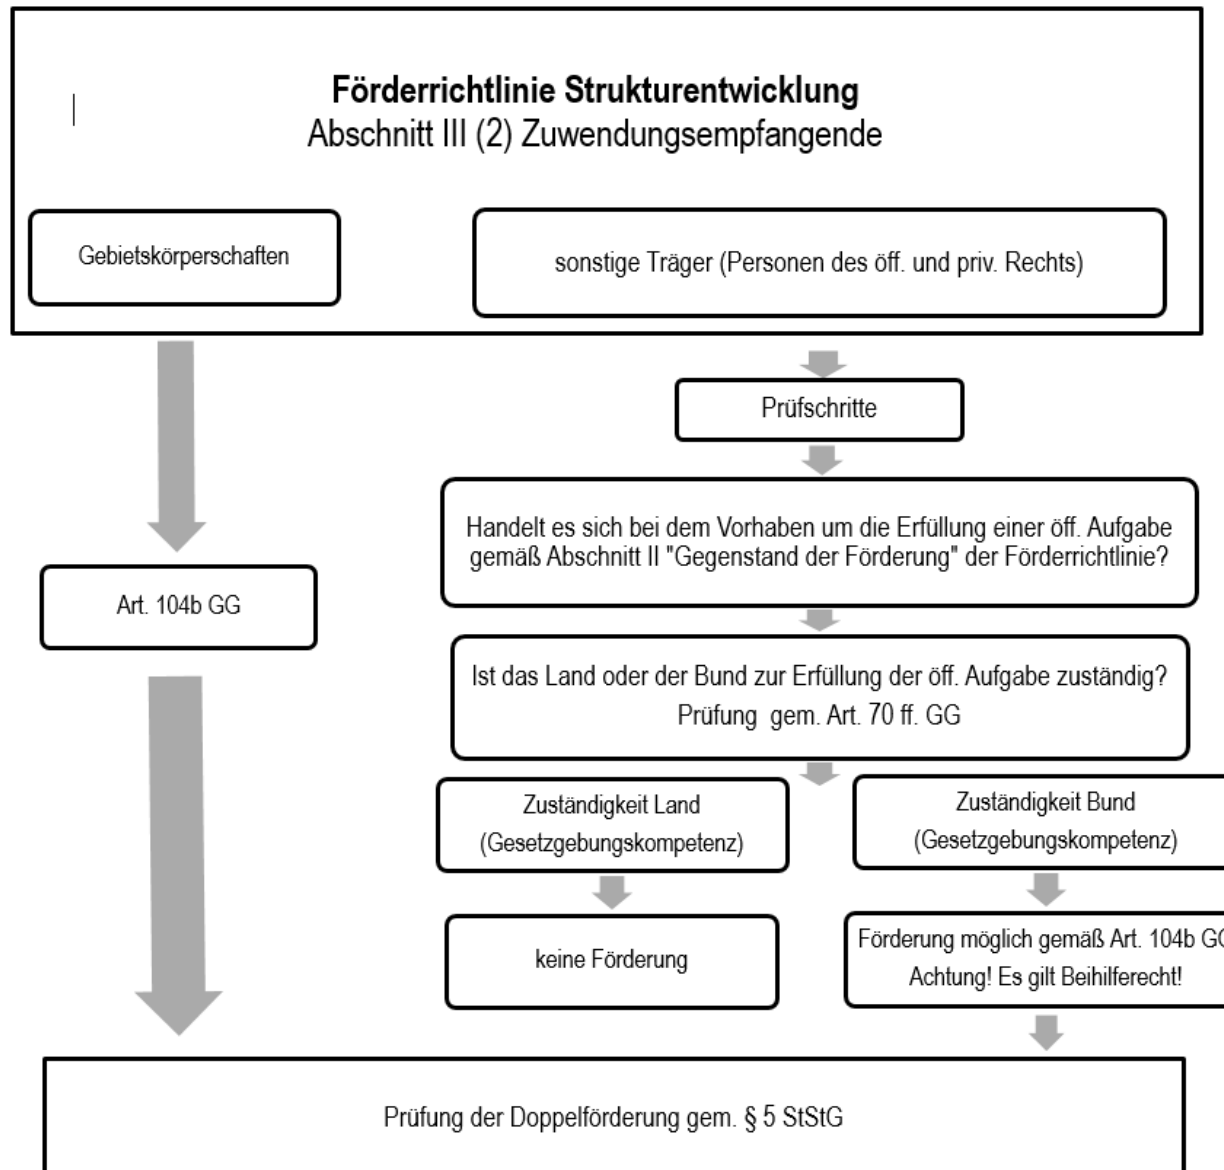 Förderrichtlinie Strukturentwicklung
Abschnitt III (2) Zuwendungsempfangende
Gebietskörperschaften
sonstige Träger (Personen des öff. und priv. Rechts)
Prüfschritte
Handelt es sich bei dem Vorhaben um die Erfüllung einer öff. Aufgabe
gemäß Abschnitt II "Gegenstand der Förderung" der Förderrichtlinie?
Art. 104b GG
Ist das Land oder der Bund zur Erfüllung der öff. Aufgabe zuständig?
Prüfung gem. Art. 70 ff. GG
Zuständigkeit Land
(Gesetzgebungskompetenz)
Zuständigkeit Bund
(Gesetzgebungskompetenz)
keine Förderung
Förderung möglich gemäß Art. 104b GG
Achtung! Es gilt Beihilferecht!
Prüfung der Doppelförderung gem. § 5 StStG